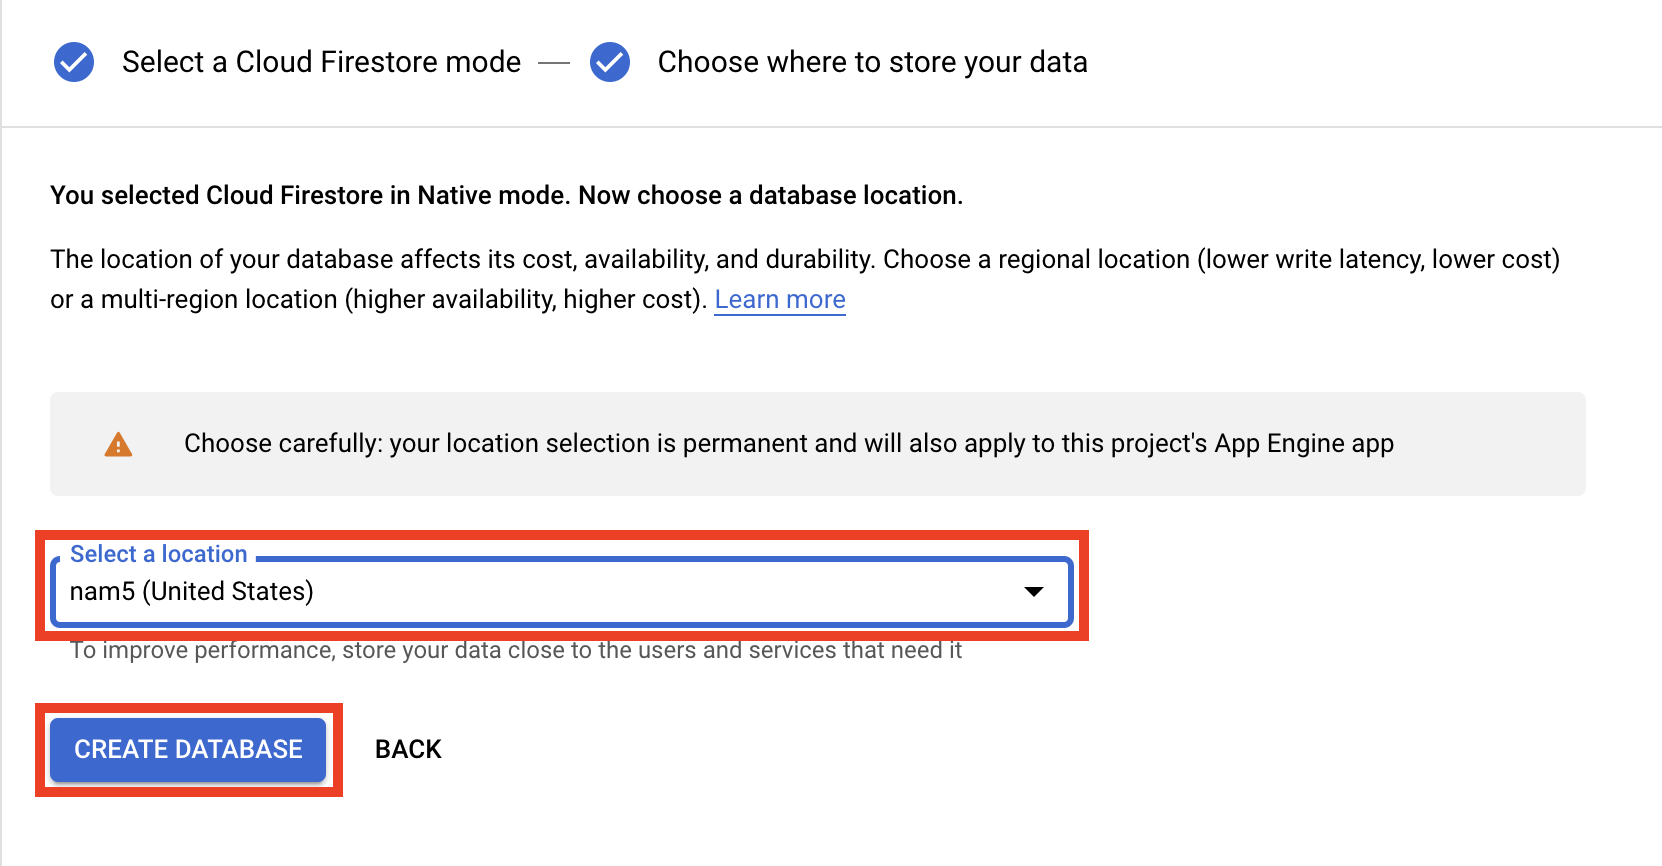 Select a Cloud Firestore mode — Choose where to store your data
You selected Cloud Firestore in Native mode. Now choose a database location.
The location of your database affects its cost, availability, and durability. Choose a regional location (lower write latency, lower cost)
or a multi-region location (higher availability, higher cost). Learn more
Choose carefully: your location selection is permanent and will also apply to this project's App Engine app
Select a location
nam5 (United States)
To improve performance, store your data close to the users and services that need it
CREATE DATABASE BACK